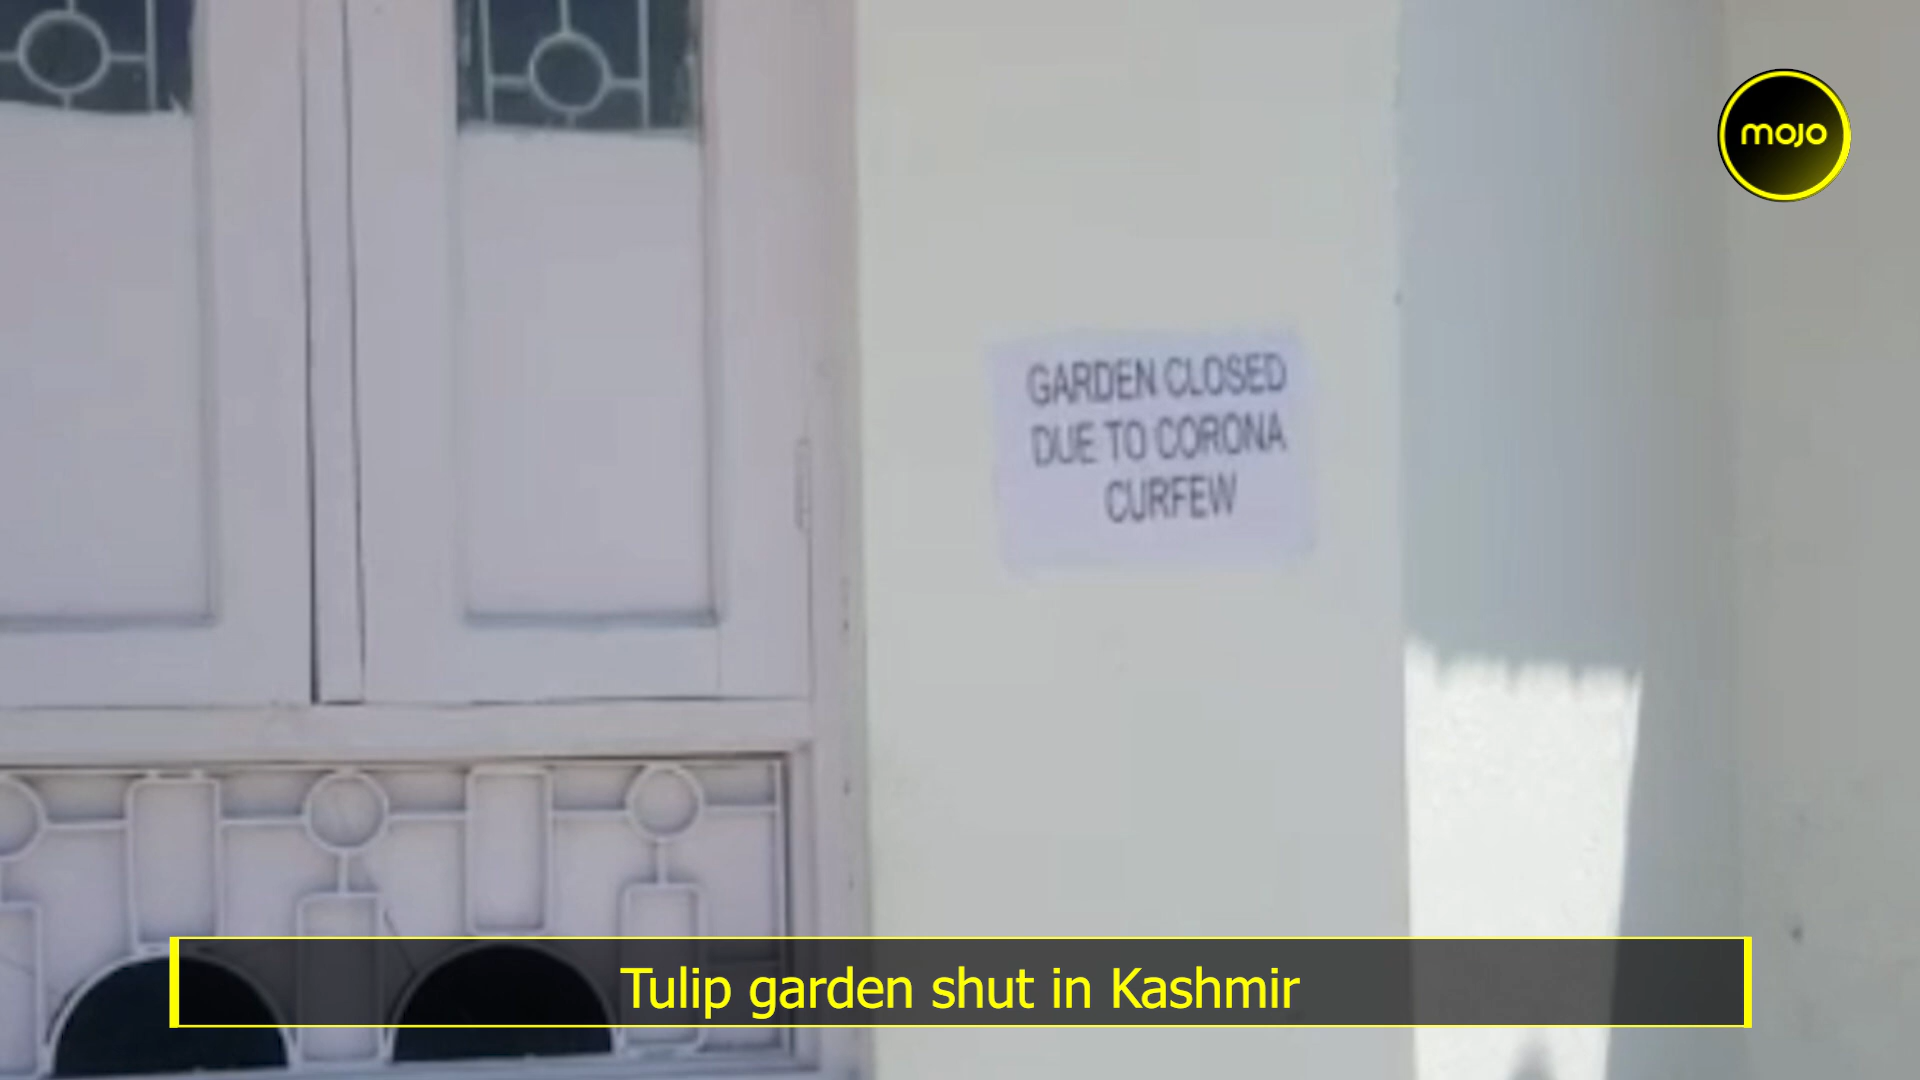 mojo
GARDEN CLOSED
DUE TO CORONA
CURFEW
Tulip garden shut in Kashmir